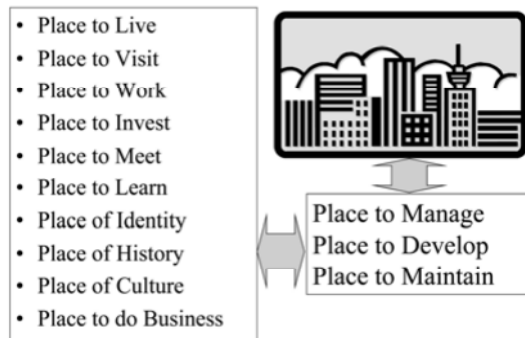 • Place to Live
• Place to Visit
• Place to Work
• Place to Invest
• Place to Meet
• Place to Learn
• Place of Identity
• Place of History
• Place of Culture
• Place to do Business
Place to Manage
Place to Develop
Place to Maintain